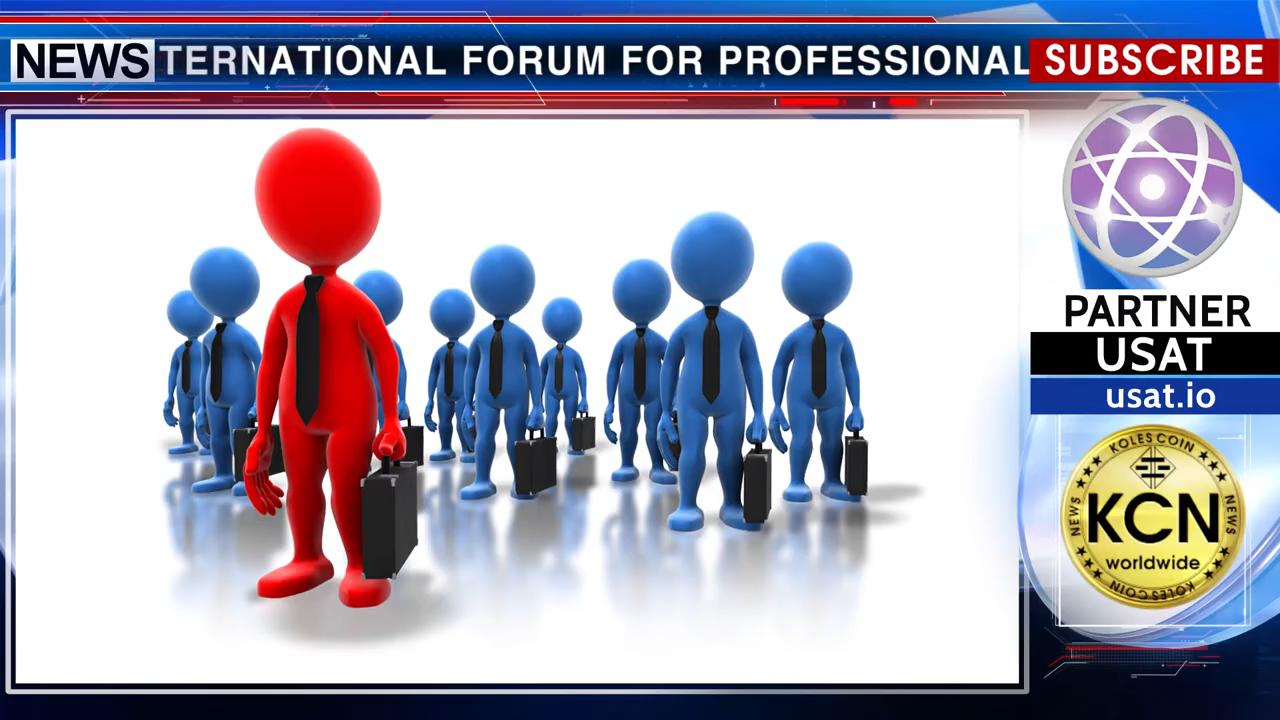 NEWS
TERNATIONAL FORUM FOR PROFESSIONAL
SUBSCRIBE
PARTNER
USAT
usat.io
KOLES COIN
NEWS
KCN
NEWS
worldwide
KOLES COIN